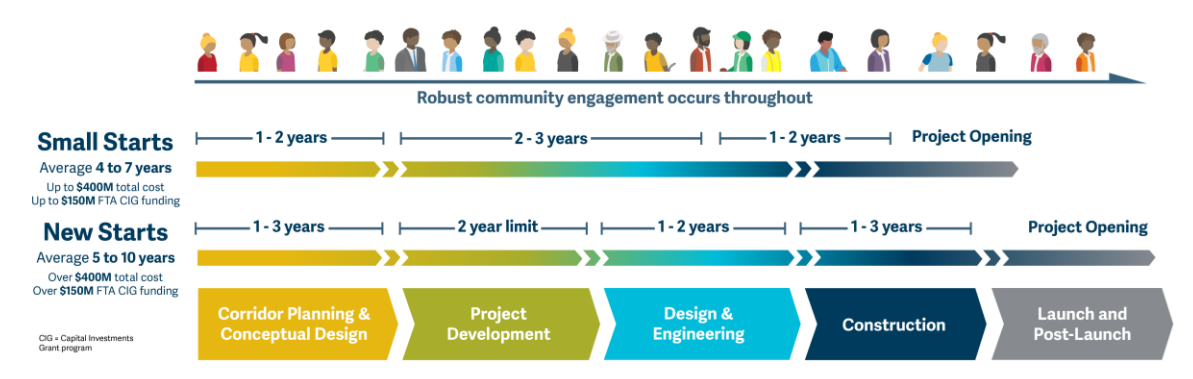 Robust community engagement occurs throughout
Small Starts
Average 4 to 7 years
Up to $400M total cost
Up to $150M FTA CIG funding
1 - 2 years
2 - 3 years
1 - 2 years
Project Opening
New Starts
Average 5 to 10 years
Over $400M total cost
Over $150M FTA CIG funding
1 - 3 years
2 year limit
1 - 2 years
1 - 3 years
Project Opening
Corridor Planning &
Conceptual Design
Project
Development
Design &
Engineering
Construction
Launch and
Post-Launch
CIG = Capital Investments
Grant program